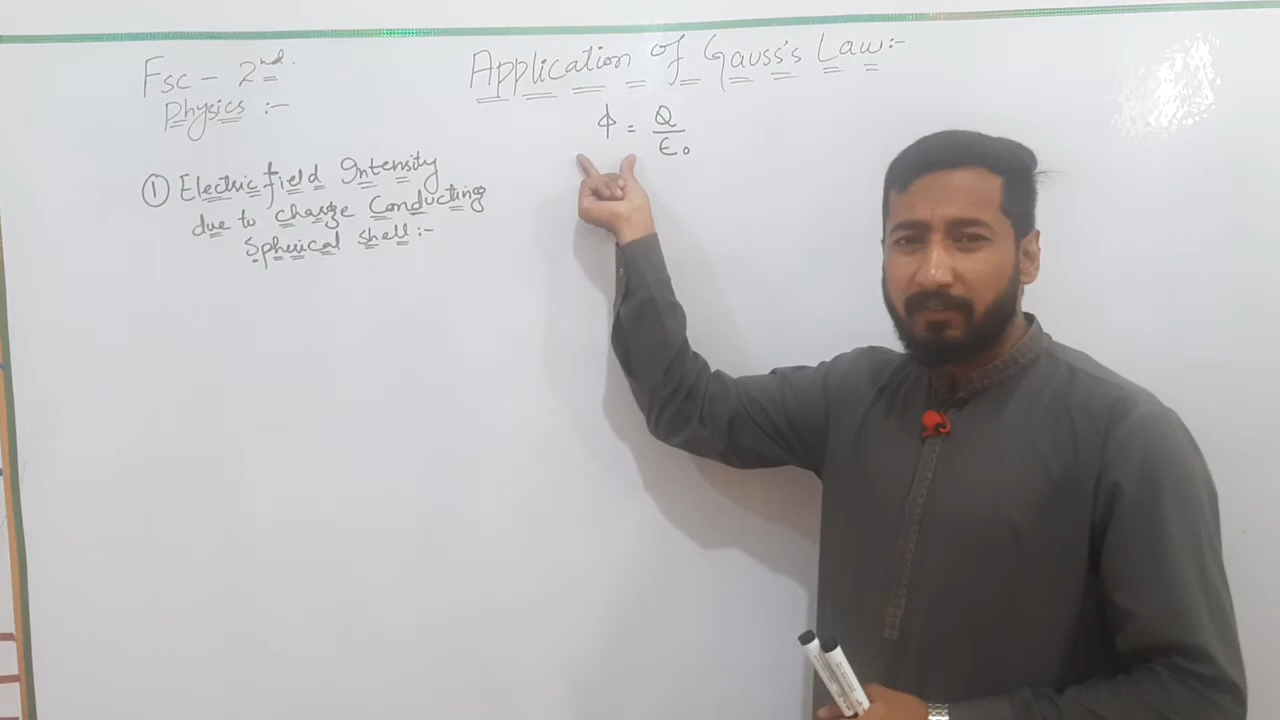 Fsc - 2nd.
Physics :-
Application of Gauss's Law:-
ϕ = Q/ϵ₀
① Electric field Intensity
due to charge Conducting
Spherical shell :-